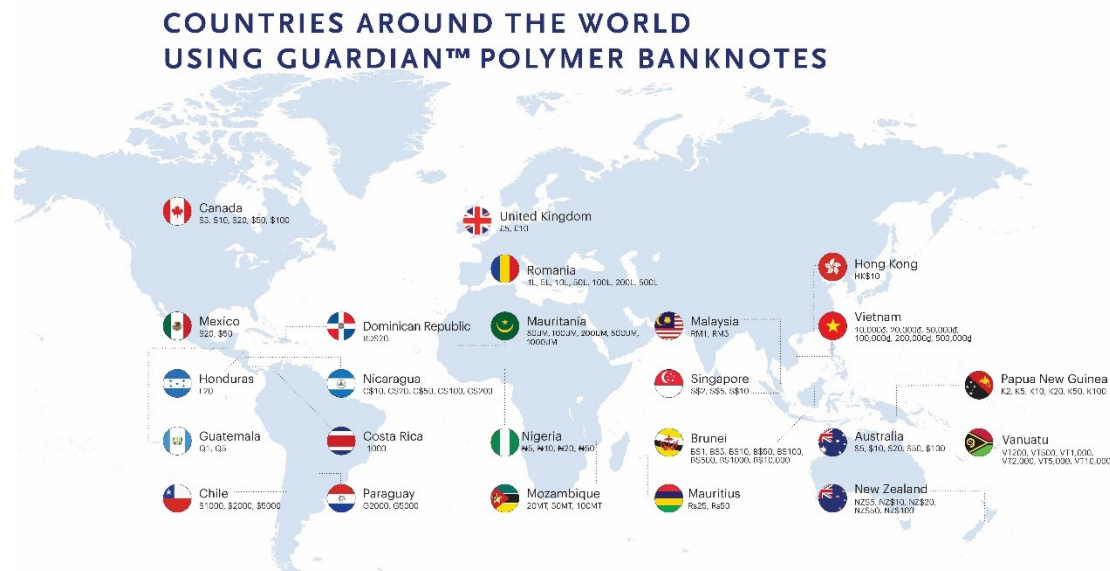 COUNTRIES AROUND THE WORLD
USING GUARDIAN™ POLYMER BANKNOTES
Canada
$5, $10, $20, $50, $100
United Kingdom
£5, £10
Romania
1L, 5L, 10L, 50L, 100L, 200L, 500L
Hong Kong
HK$10
Mexico
$20, $50
Dominican Republic
RD$20
Mauritania
50UM, 100UM, 200UM, 500UM,
1000UM
Malaysia
RM1, RM5
Vietnam
10,000₫, 20,000₫, 50,000₫,
100,000₫, 200,000₫, 500,000₫
Honduras
L20
Nicaragua
C$10, C$20, C$50, C$100, C$200
Singapore
S$2, S$5, S$10
Papua New Guinea
K2, K5, K10, K20, K50, K100
Guatemala
Q1, Q5
Costa Rica
1000
Nigeria
₦5, ₦10, ₦20, ₦50
Brunei
B$1, B$5, B$10, B$50, B$100,
B$500, B$1000, B$10,000
Australia
$5, $10, $20, $50, $100
Vanuatu
VT200, VT500, VT1,000,
VT2,000, VT5,000, VT10,000
Chile
$1000, $2000, $5000
Paraguay
G2000, G5000
Mozambique
20MT, 50MT, 100MT
Mauritius
Rs25, Rs50
New Zealand
NZ$5, NZ$10, NZ$20,
NZ$50, NZ$100